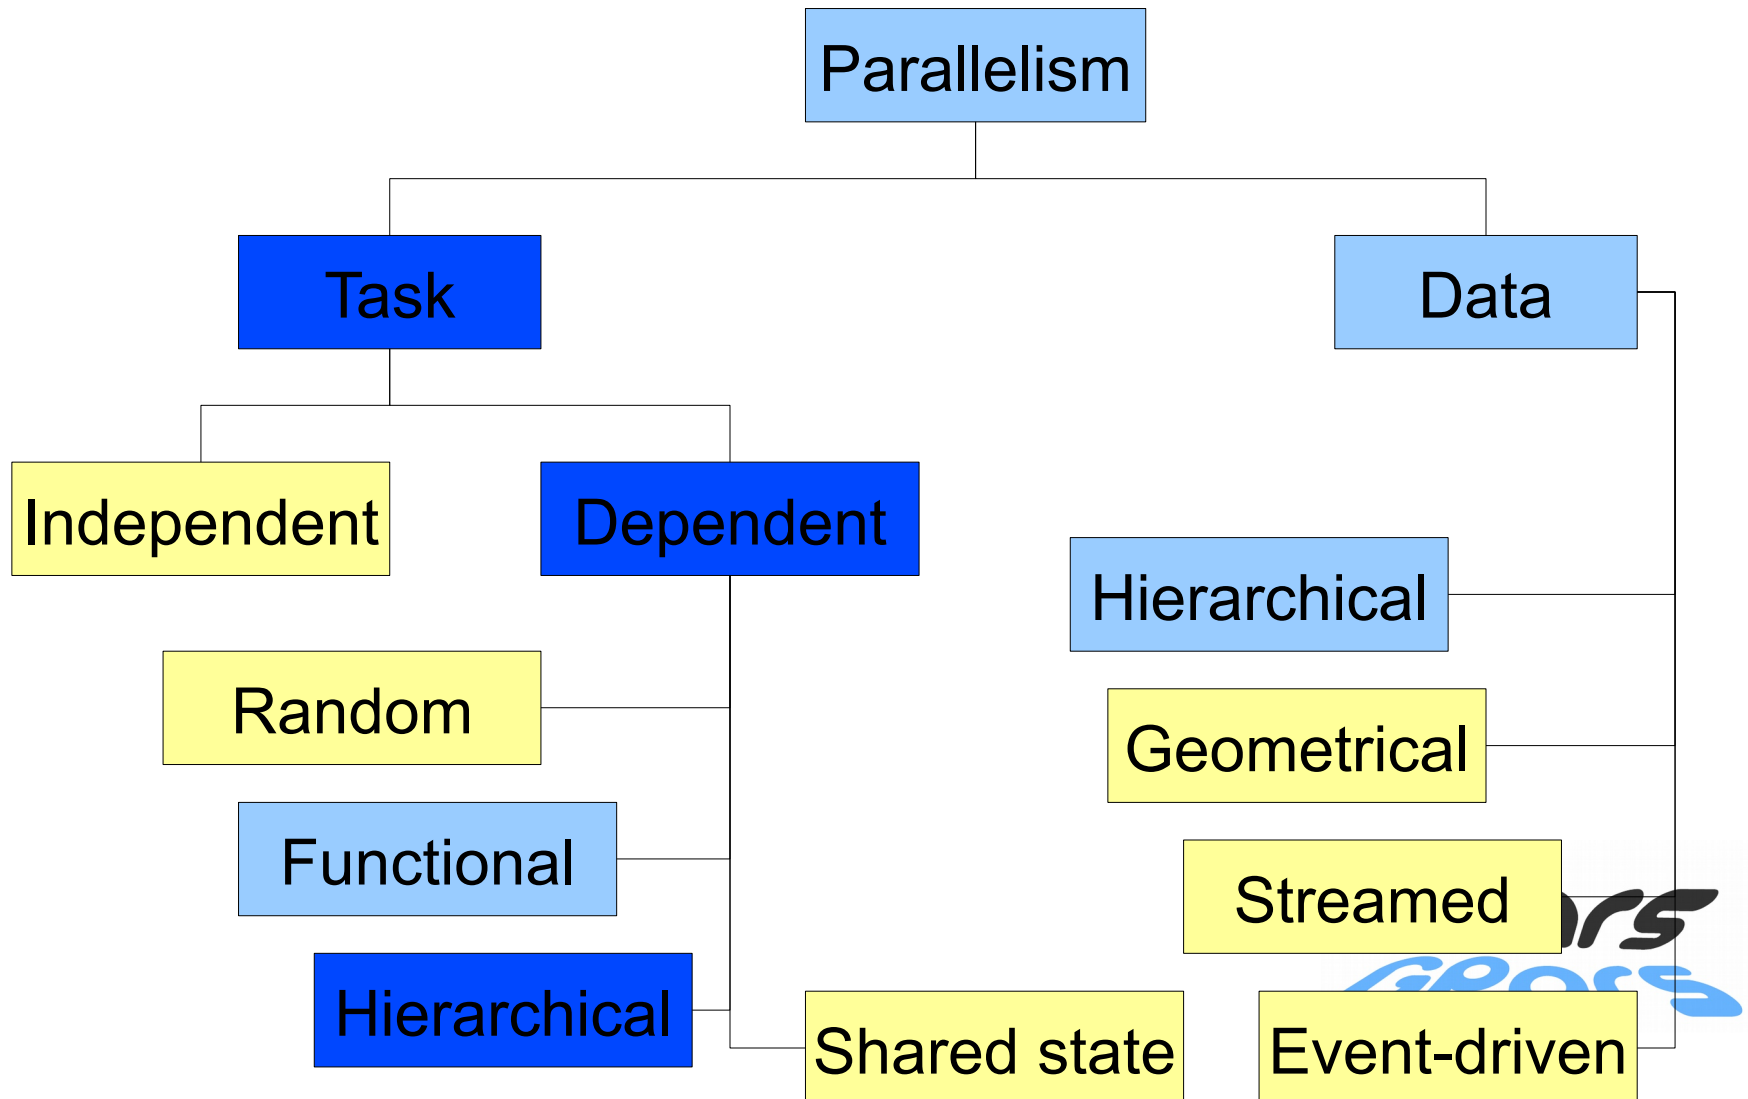 Parallelism
Task
Data
Independent
Dependent
Hierarchical
Random
Geometrical
Functional
Streamed
Hierarchical
Shared state
Event-driven